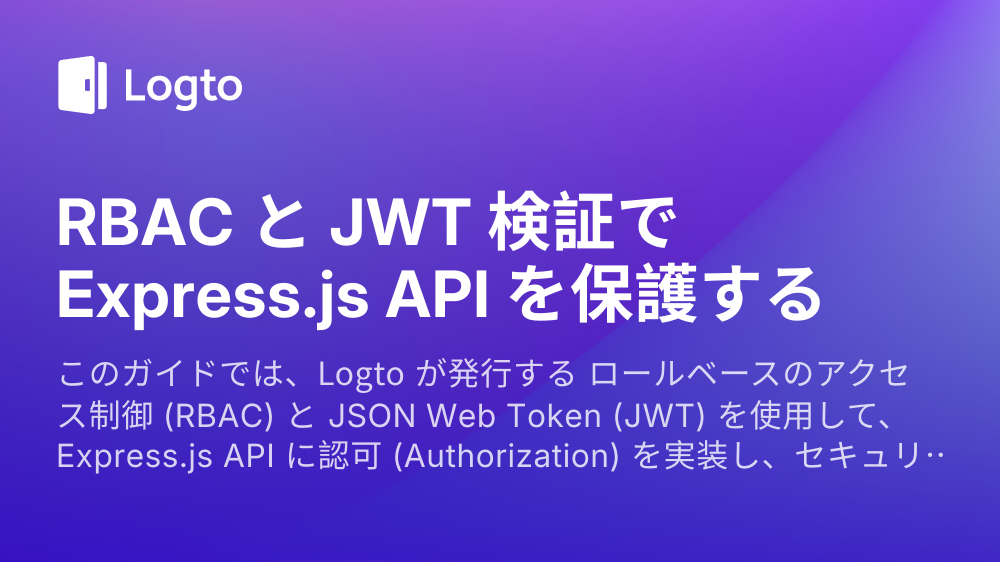 Logto
RBAC と JWT 検証で
Express.js API を保護する
このガイドでは、Logto が発行する ロールベースのアクセ
ス制御 (RBAC) と JSON Web Token (JWT) を使用して、
Express.js API に認可 (Authorization) を実装し、セキュリ··